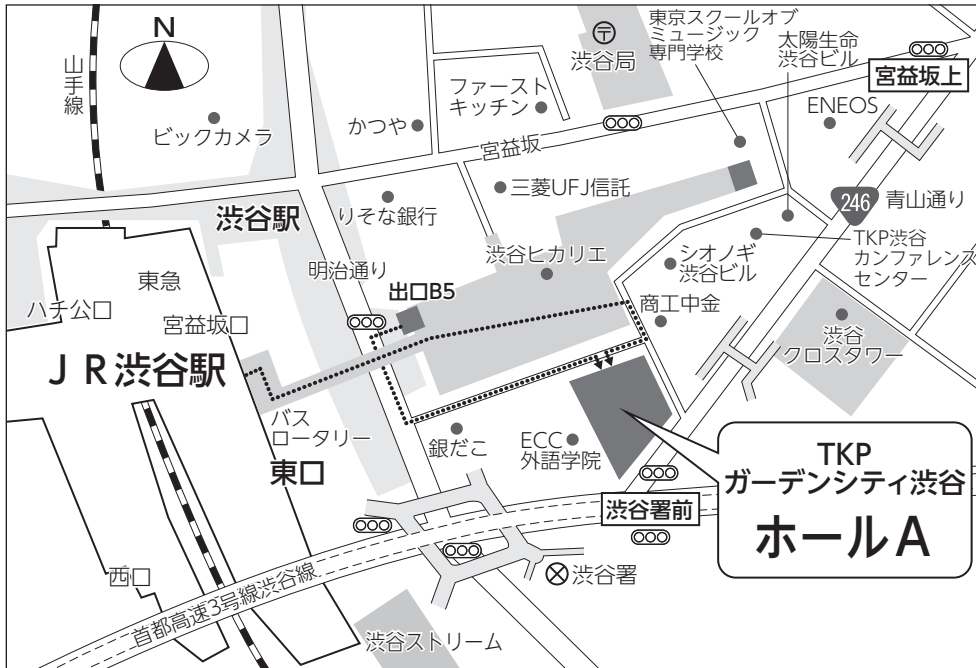 N
山手線
ビックカメラ
かつや
ファースト
キッチン
〒
渋谷局
東京スクールオブ
ミュージック
専門学校
太陽生命
渋谷ビル
宮益坂上
ENEOS
宮益坂
246
青山通り
渋谷駅
りそな銀行
三菱UFJ信託
渋谷ヒカリエ
シオノギ
渋谷ビル
TKP渋谷
カンファレンス
センター
明治通り
出口B5
商工中金
渋谷
クロスタワー
ハチ公口
東急
宮益坂口
JR渋谷駅
バス
ロータリー
東口
銀だこ
ECC
外語学院
TKP
ガーデンシティ渋谷
ホールA
渋谷署前
西口
首都高速3号線渋谷線
渋谷署
渋谷ストリーム